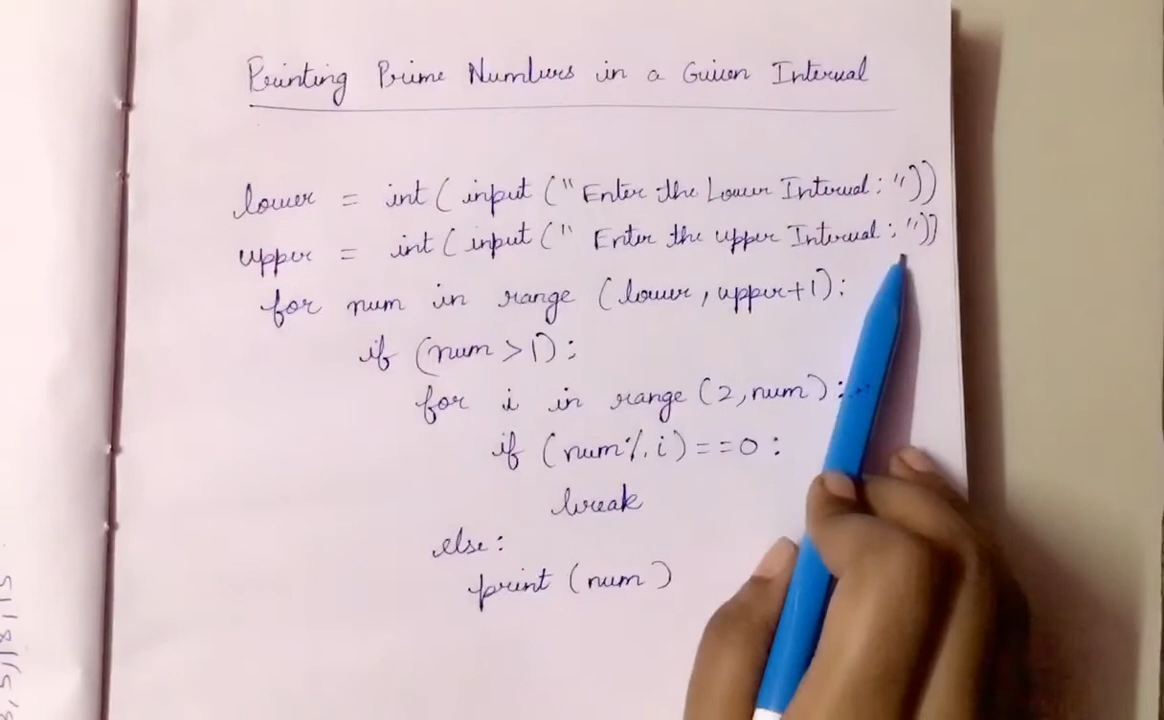 Printing Prime Numbers in a Given Interval
lower = int( input (" Enter the Lower Interval : "))
upper = int( input (" Enter the upper Interval : "))
for num in range (lower, upper+1):
if (num > 1) :
for i in range (2, num) :
if (num % i) == 0 :
break
else:
print (num )